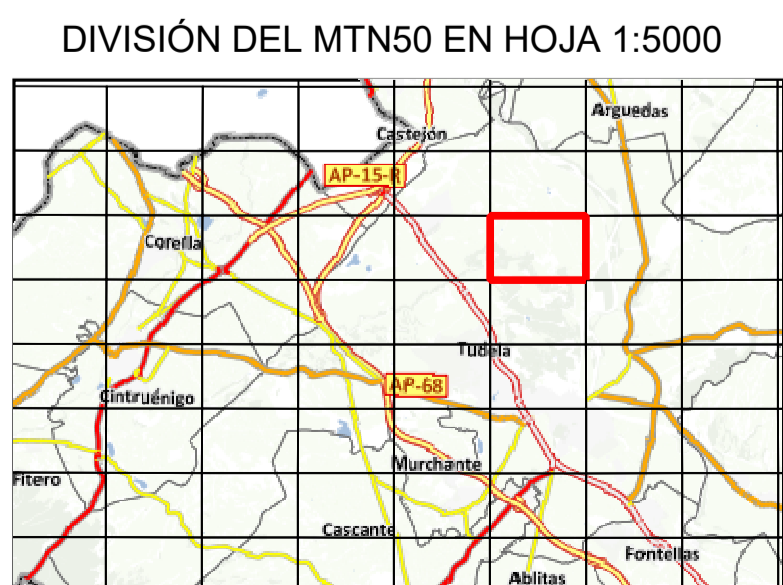 DIVISIÓN DEL MTN50 EN HOJA 1:5000
Arguedas
Castejón
AP-15-R
Corella
Tudela
AP-68
Cintruénigo
Murchante
Fitero
Cascante
Fontellas
Ablitas